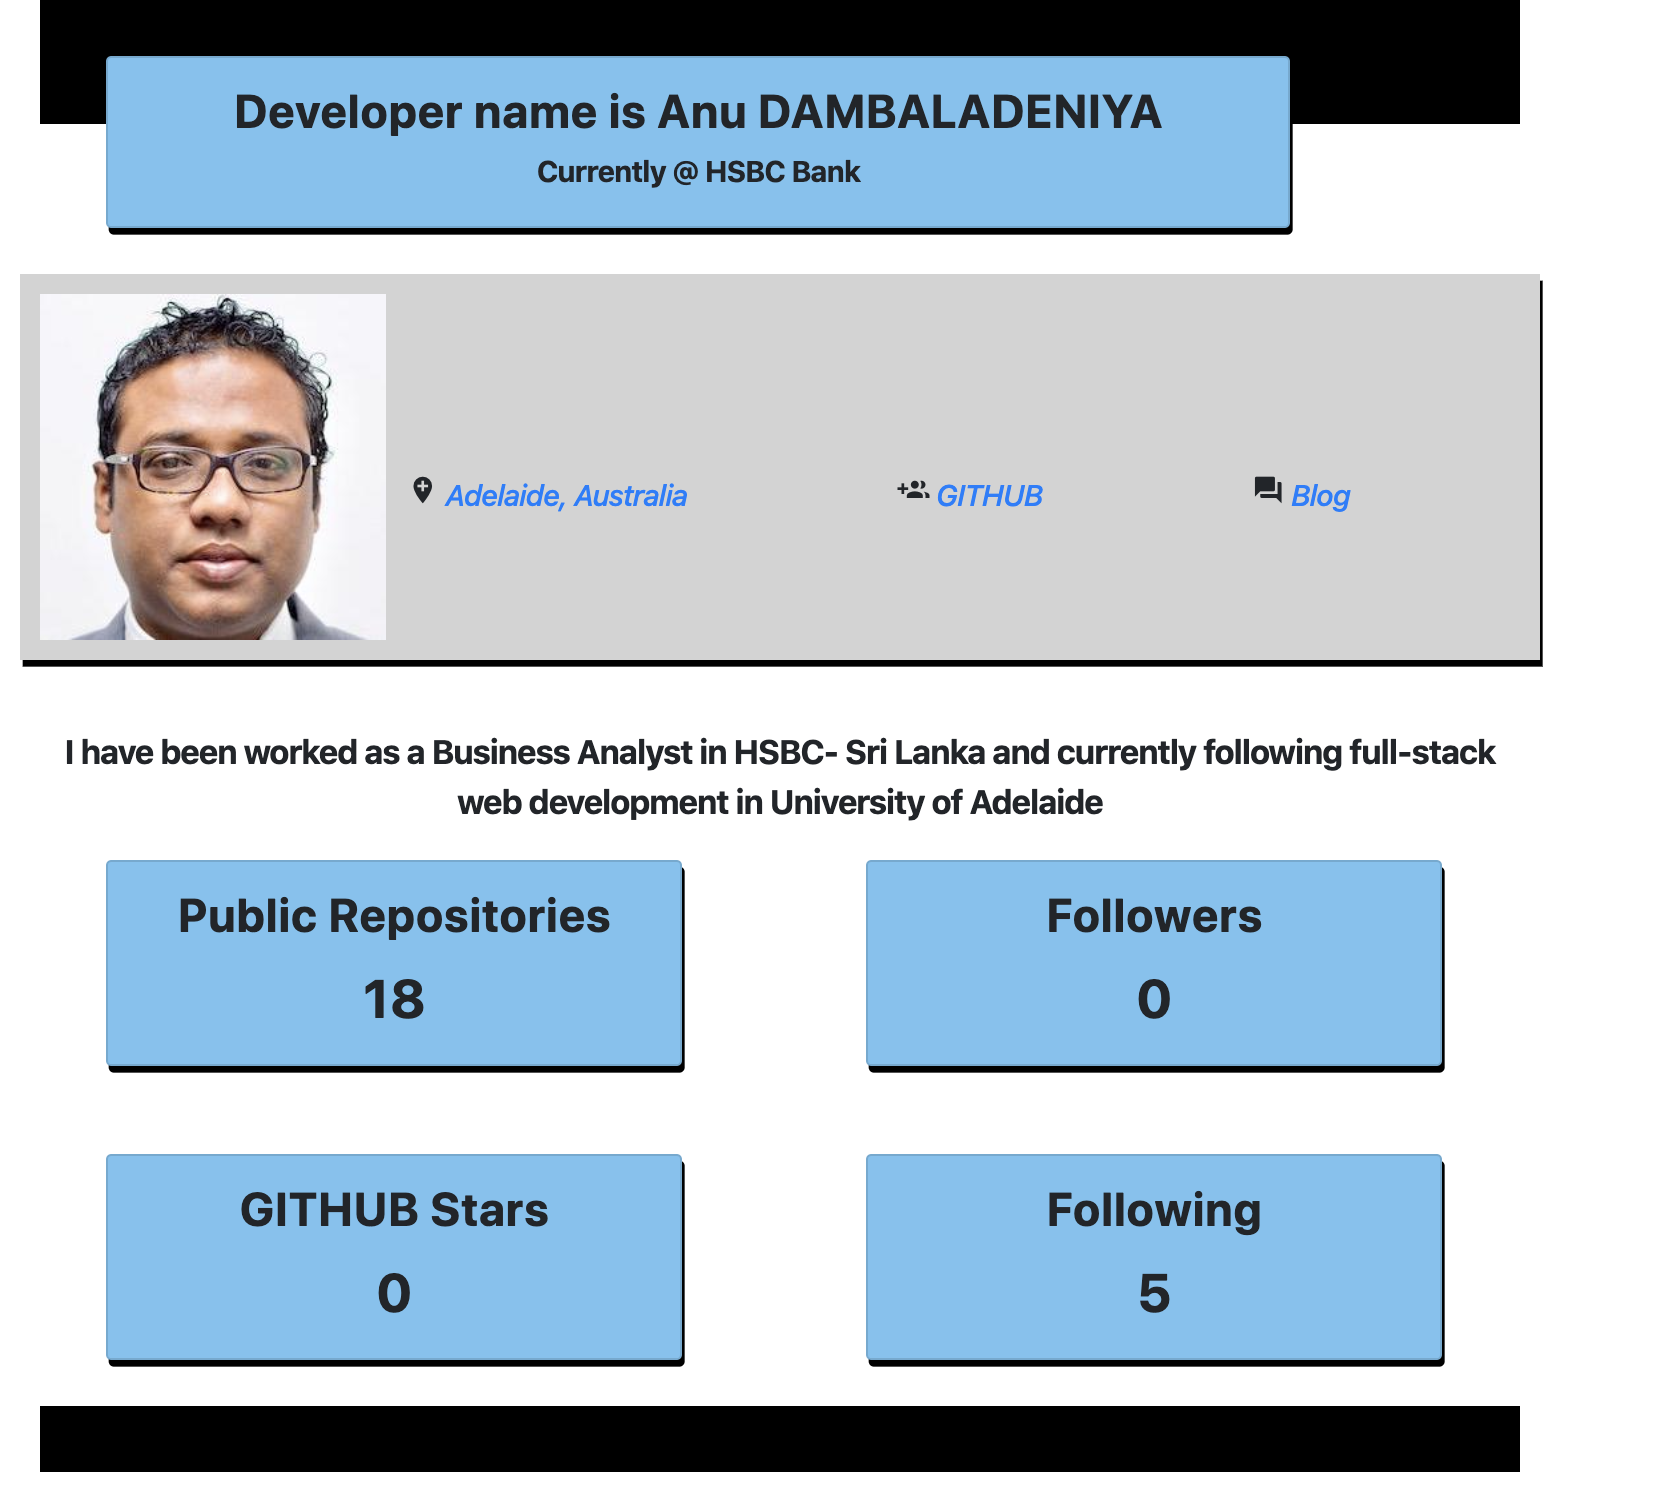 Developer name is Anu DAMBALADENIYA
Currently @ HSBC Bank
Adelaide, Australia
GITHUB
Blog
I have been worked as a Business Analyst in HSBC- Sri Lanka and currently following full-stack
web development in University of Adelaide
Public Repositories
18
Followers
0
GITHUB Stars
0
Following
5